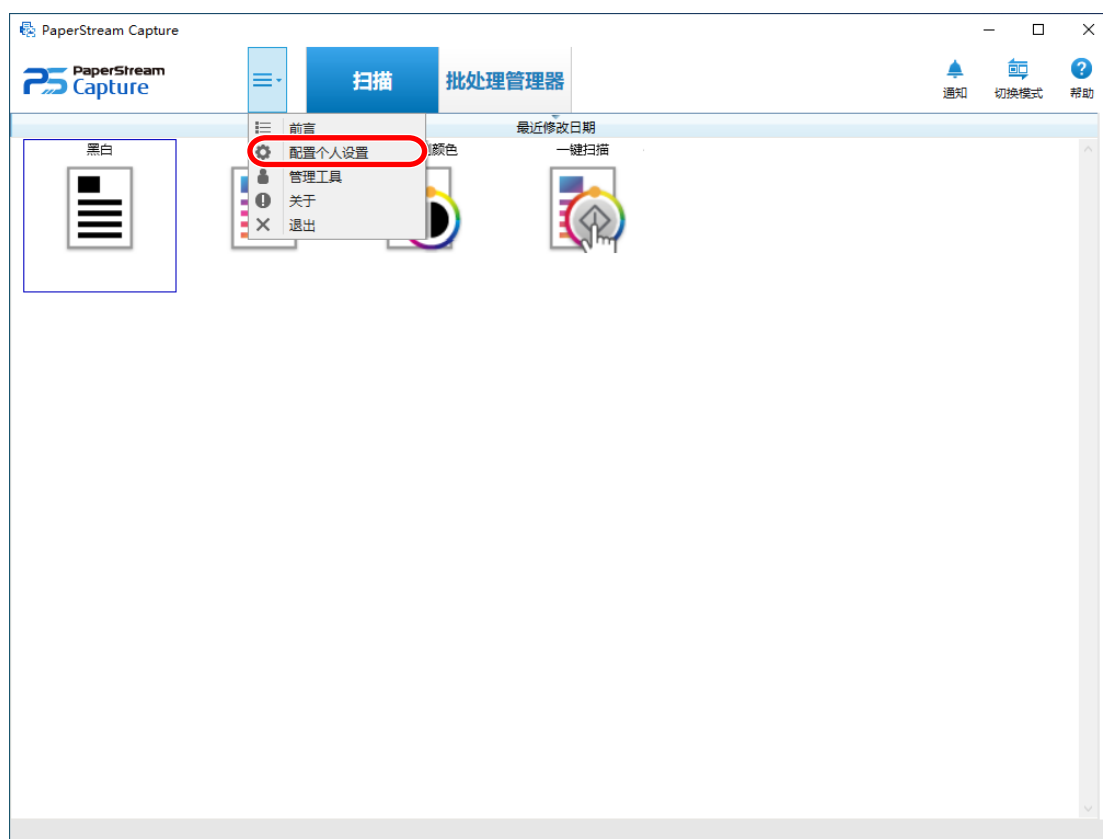 PaperStream Capture
PaperStream
Capture
扫描
批处理管理器
通知
切换模式
帮助
最近修改日期
前言
配置个人设置
管理工具
关于
退出
黑白
颜色
一键扫描